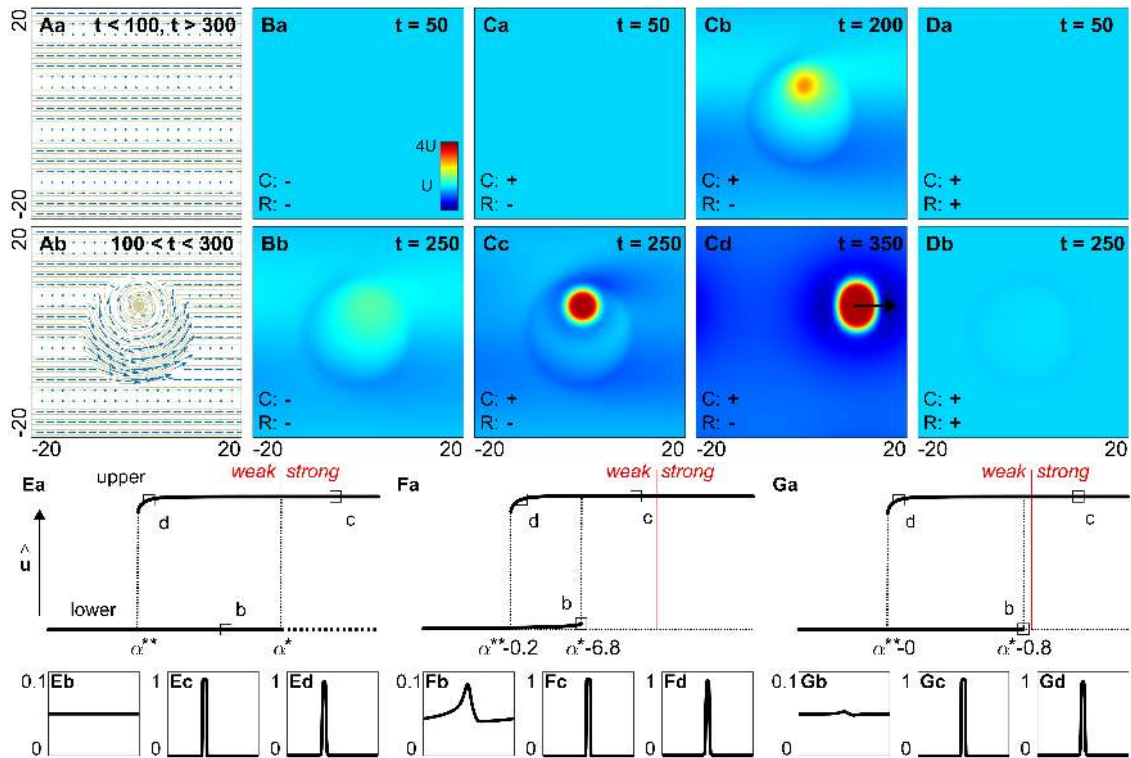 20 Aa t < 100, t > 300 Ba t = 50 Ca t = 50 Cb t = 200 Da t = 50
4U
U
-20 C: - R: - C: + R: - C: + R: - C: + R: +
20 Ab 100 < t < 300 Bb t = 250 Cc t = 250 Cd t = 350 Db t = 250
-20 C: - R: - C: + R: - C: + R: - C: + R: +
-20 20 -20 20 -20 20 -20 20 -20 20
Ea upper weak strong Fa weak strong Ga weak strong
d c d c d c
û
lower b b b
α** α* α**-0.2 α*-6.8 α**-0 α*-0.8
0.1 Eb 1 Ec 1 Ed 0.1 Fb 1 Fc 1 Fd 0.1 Gb 1 Gc 1 Gd
0 0 0 0 0 0 0 0 0